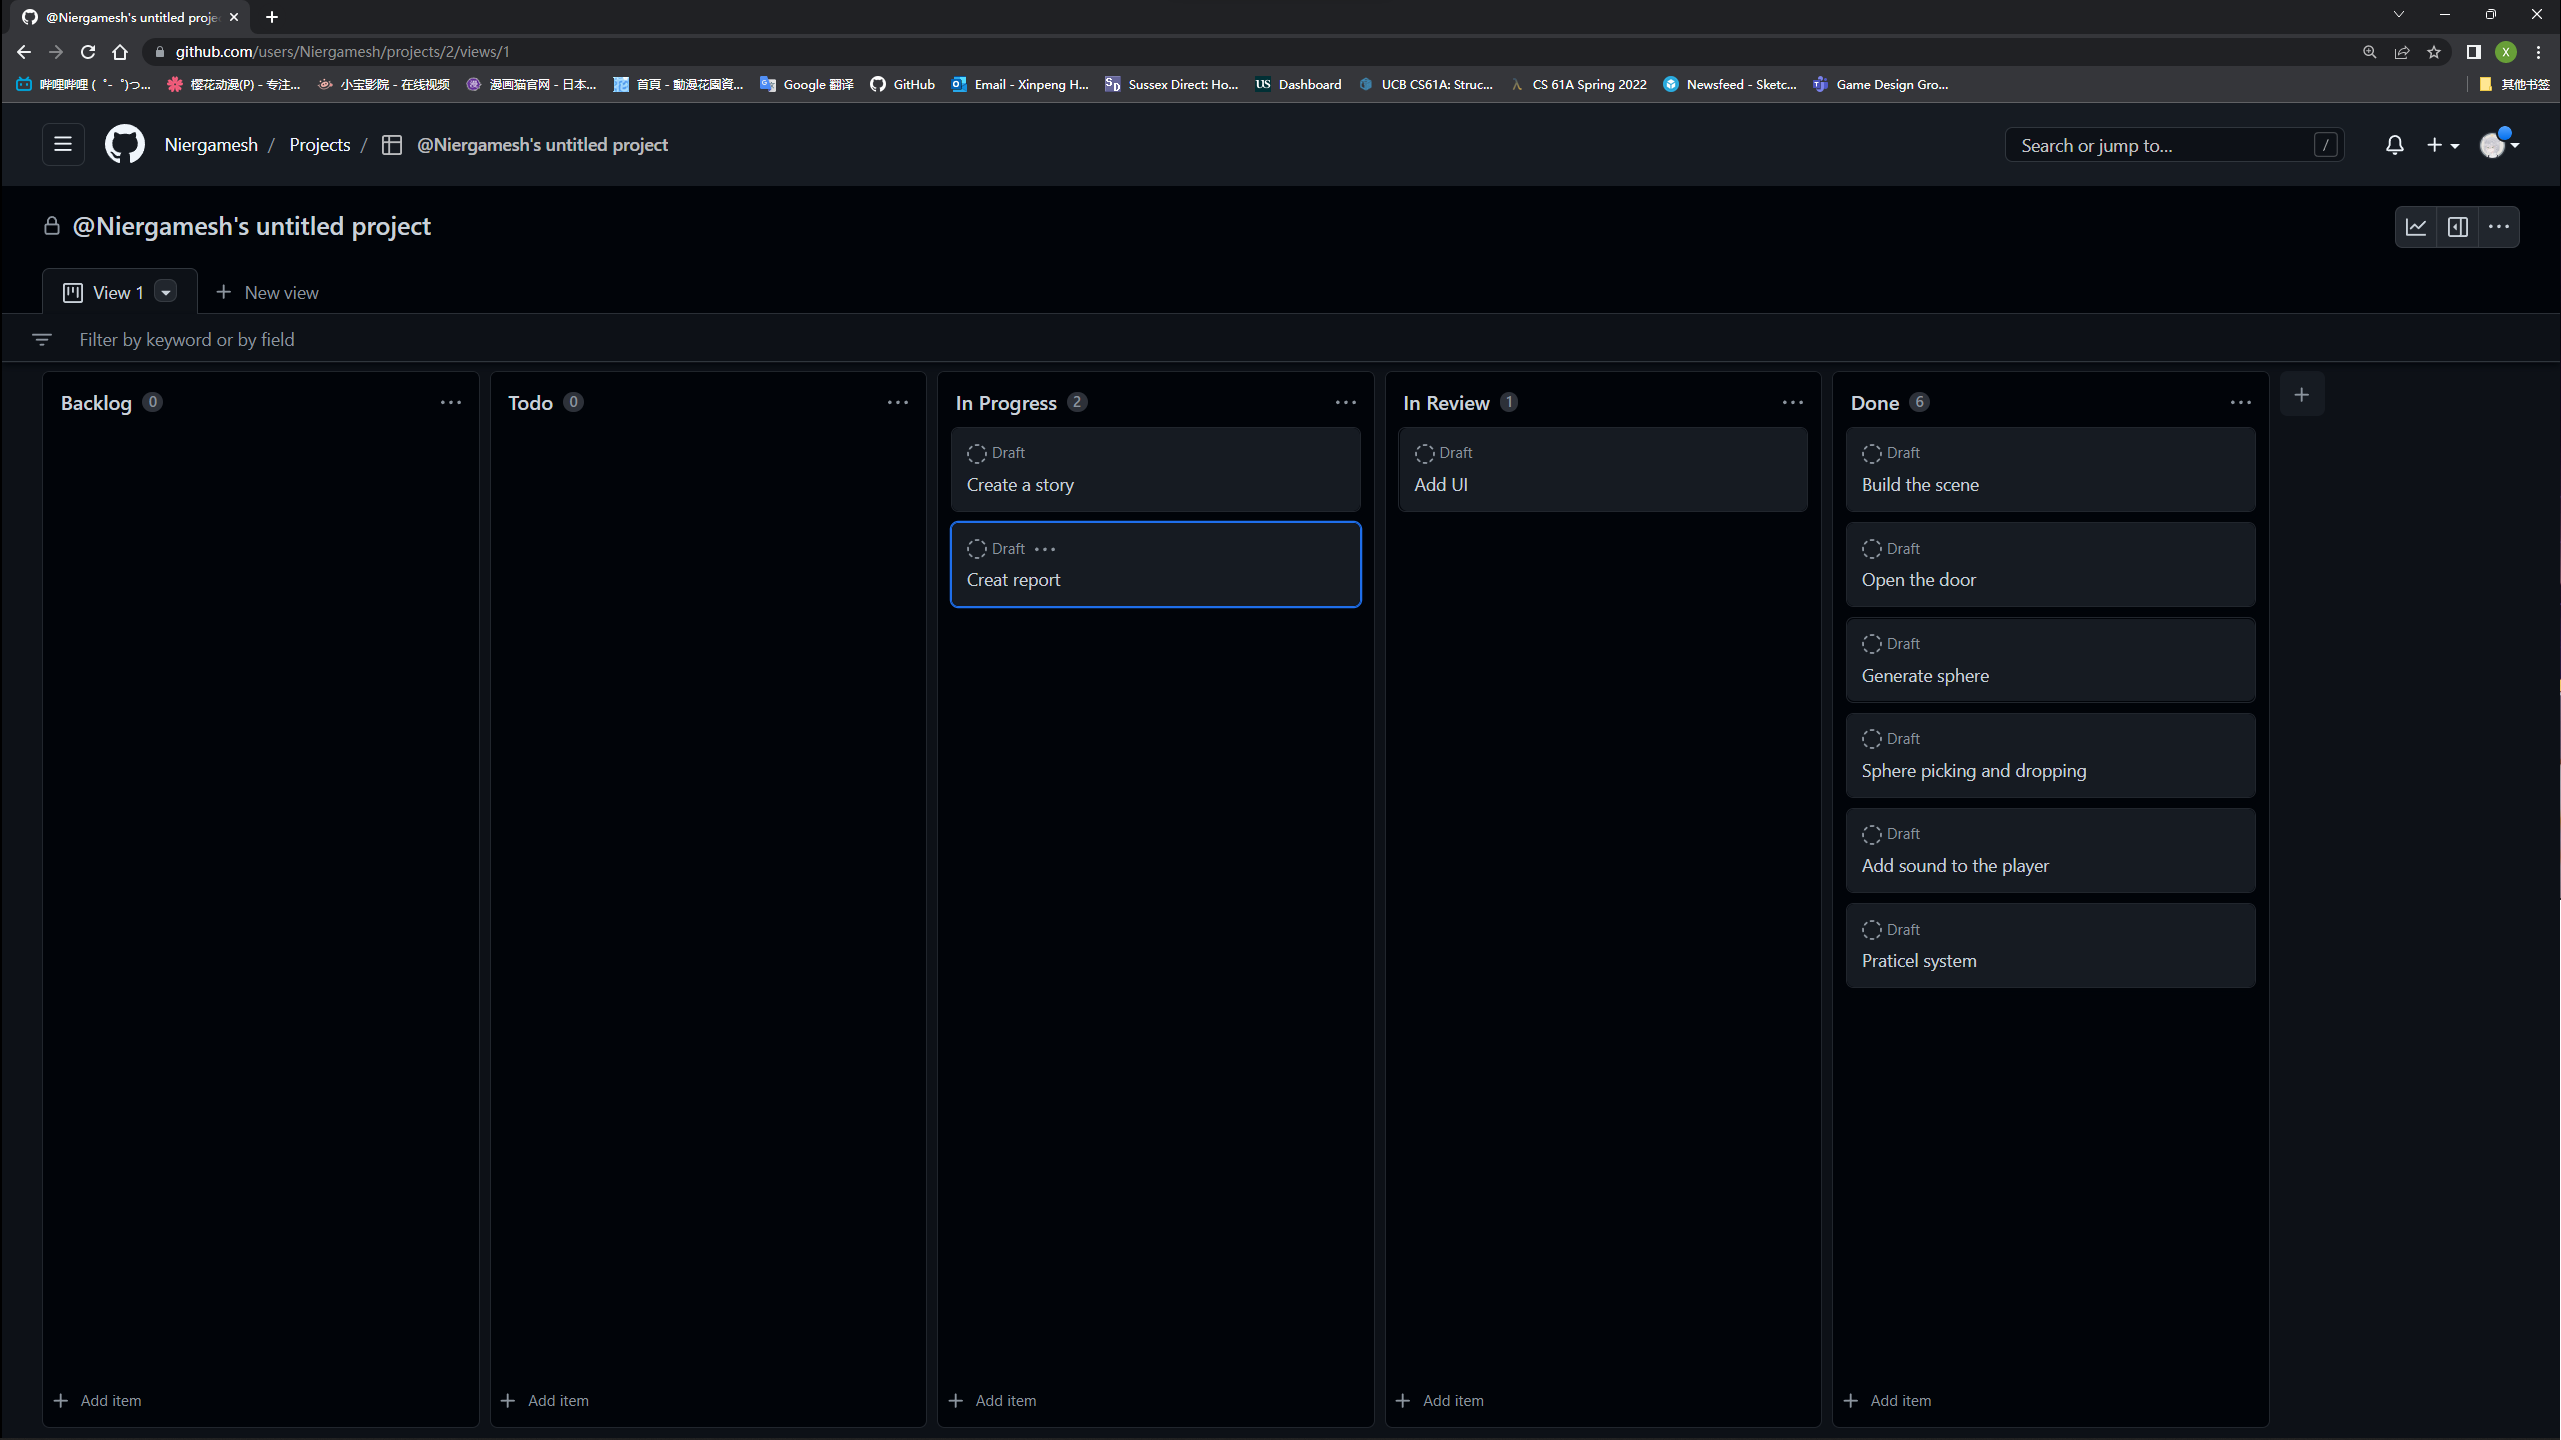 @Niergamesh's untitled proje
github.com/users/Niergamesh/projects/2/views/1
哔哩哔哩 ( ゜- ゜)つ... 樱花动漫(P) - 专注... 小宝影院 - 在线视频 漫画猫官网 - 日本... 首頁 - 動漫花園資... Google 翻译 GitHub Email - Xinpeng H... Sussex Direct: Ho... US Dashboard UCB CS61A: Struc... CS 61A Spring 2022 Newsfeed - Sketc... Game Design Gro... 其他书签
Niergamesh / Projects / @Niergamesh's untitled project
Search or jump to... /
@Niergamesh's untitled project
View 1
New view
Filter by keyword or by field
Backlog 0
Add item
Todo 0
Add item
In Progress 2
Draft
Create a story
Draft
Creat report
Add item
In Review 1
Draft
Add UI
Add item
Done 6
Draft
Build the scene
Draft
Open the door
Draft
Generate sphere
Draft
Sphere picking and dropping
Draft
Add sound to the player
Draft
Praticel system
Add item